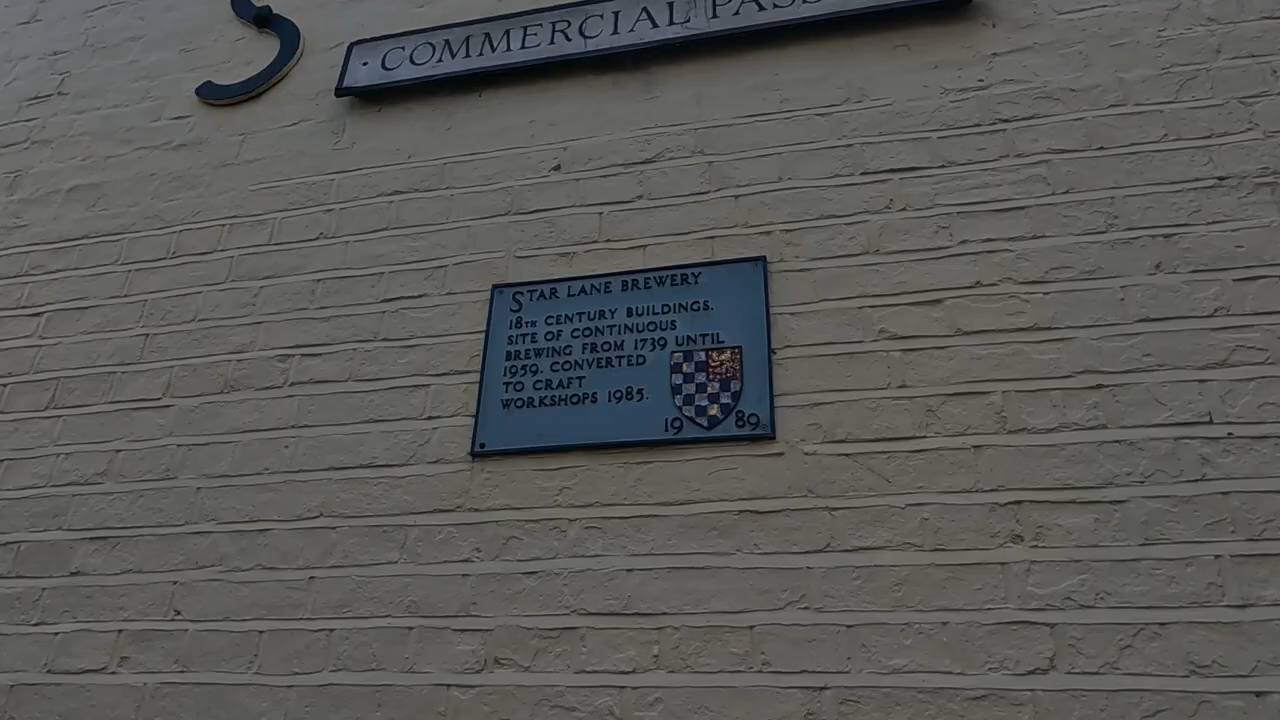 · COMMERCIAL
STAR LANE BREWERY
18TH CENTURY BUILDINGS.
SITE OF CONTINUOUS
BREWING FROM 1739 UNTIL
1959. CONVERTED
TO CRAFT
WORKSHOPS 1985.
19 89